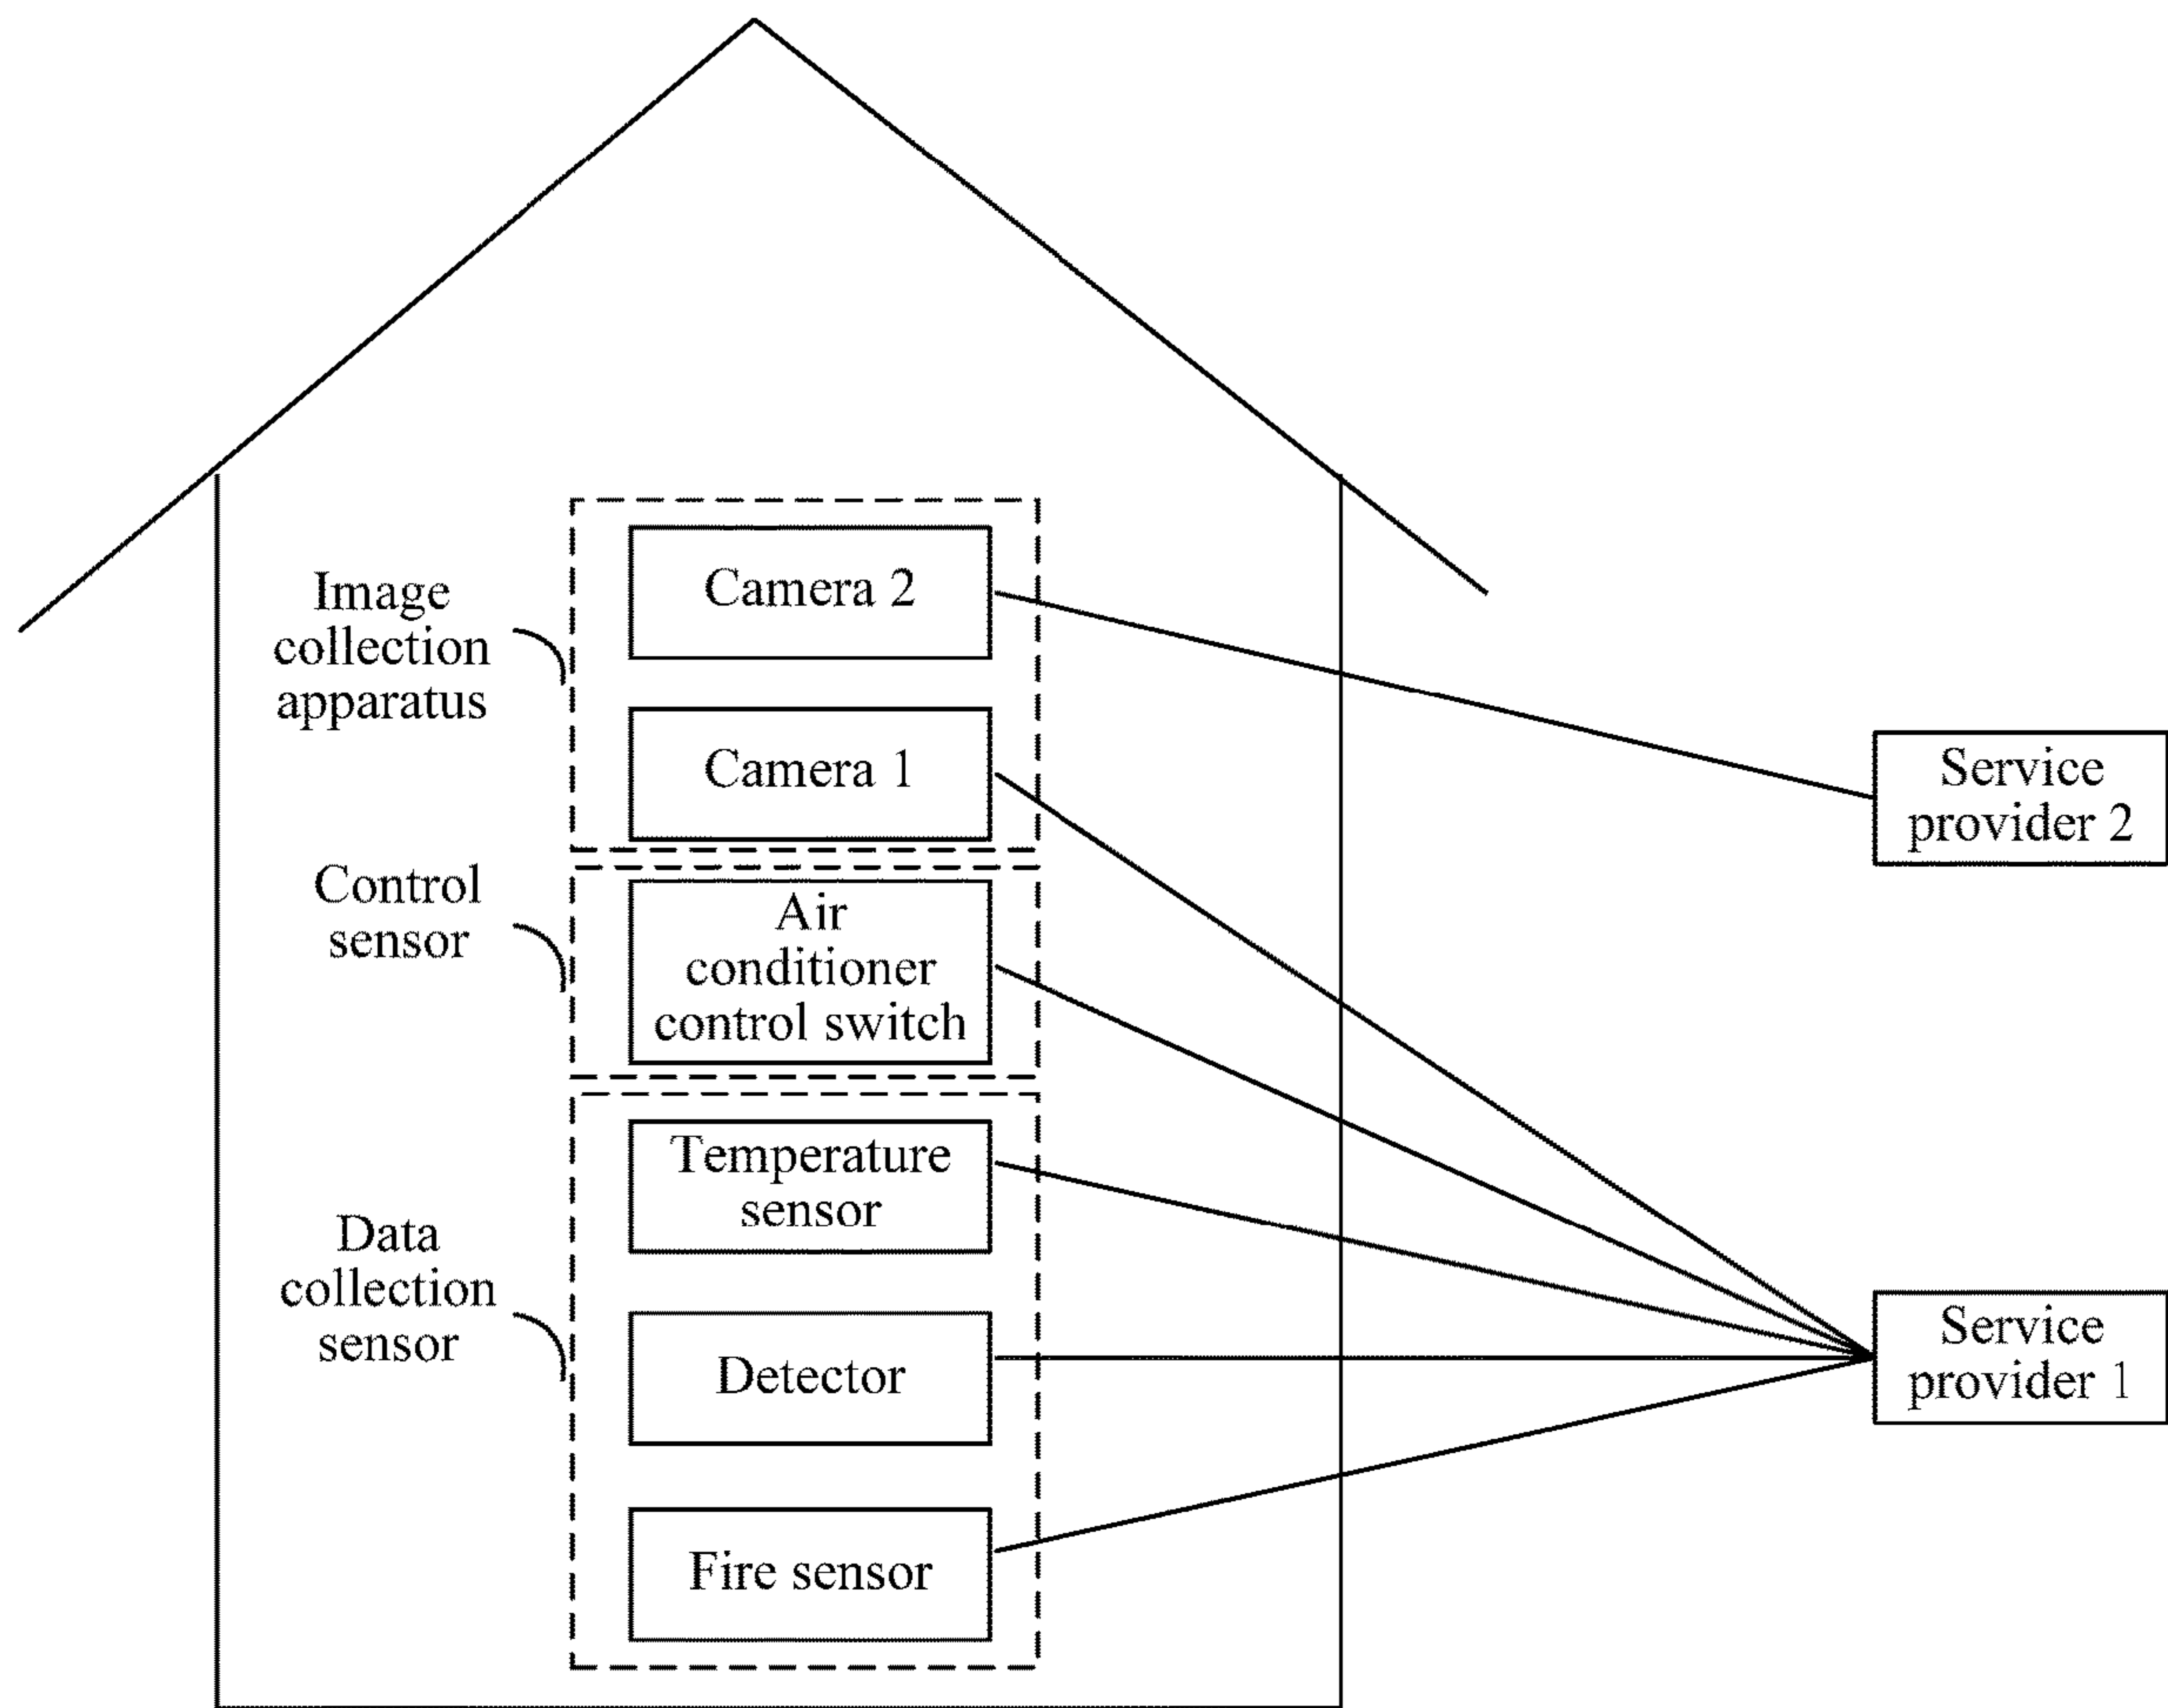 Image
collection
apparatus
Camera 2
Camera 1
Service
provider 2
Control
sensor
Air
conditioner
control switch
Data
collection
sensor
Temperature
sensor
Detector
Fire sensor
Service
provider 1